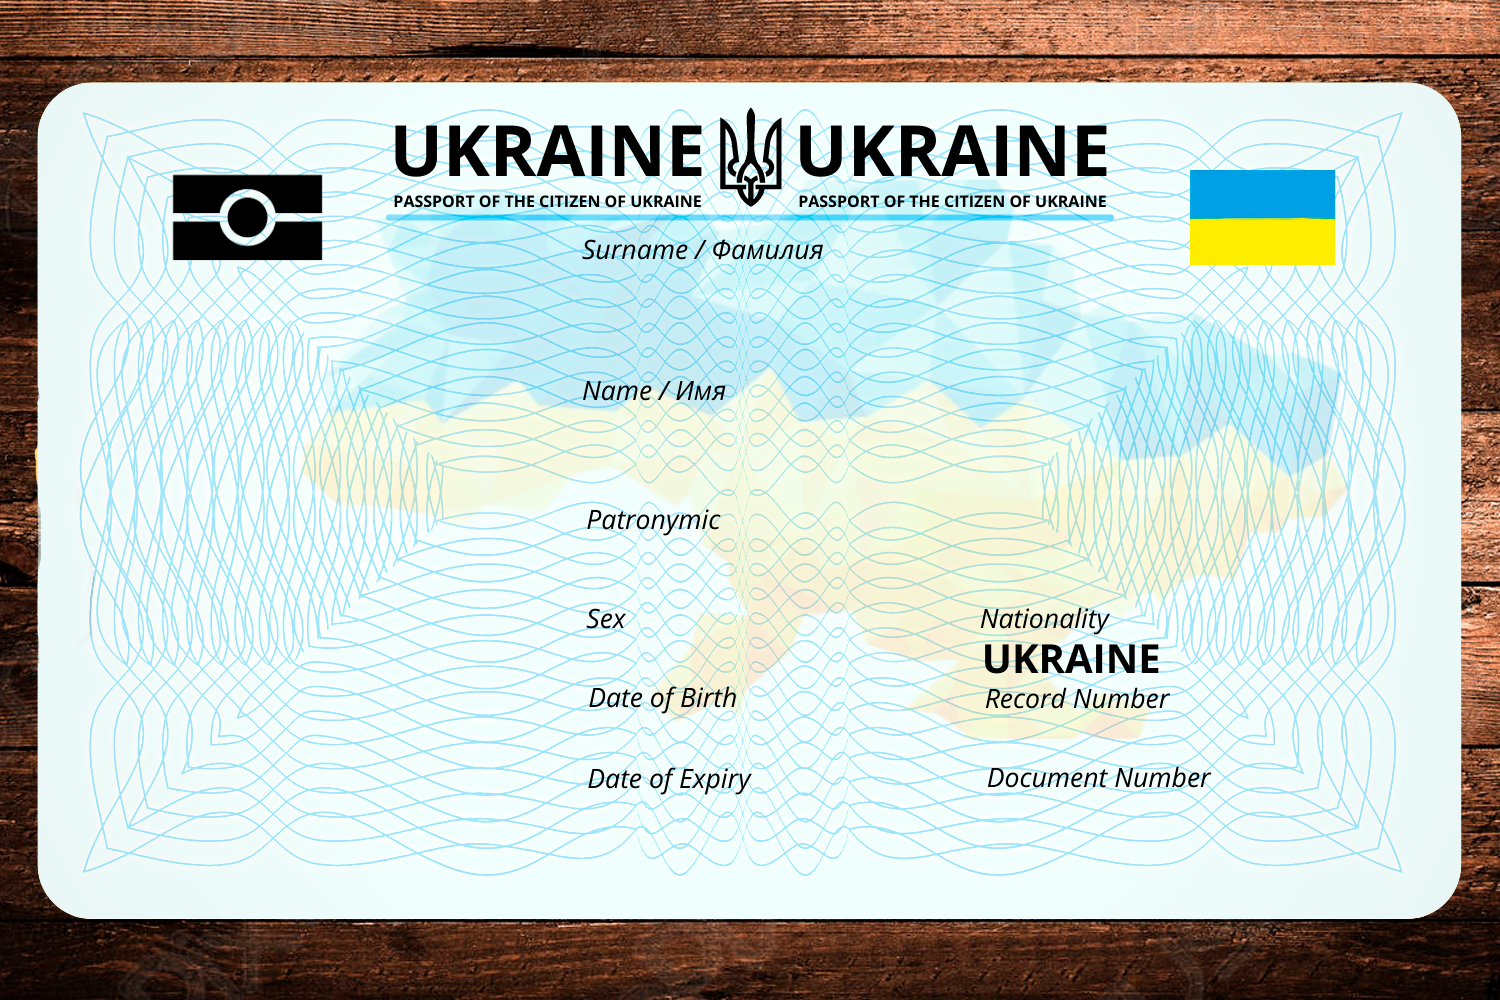 UKRAINE UKRAINE
PASSPORT OF THE CITIZEN OF UKRAINE PASSPORT OF THE CITIZEN OF UKRAINE
Surname / Фамилия
Name / Имя
Patronymic
Sex
Nationality
UKRAINE
Date of Birth
Record Number
Date of Expiry
Document Number